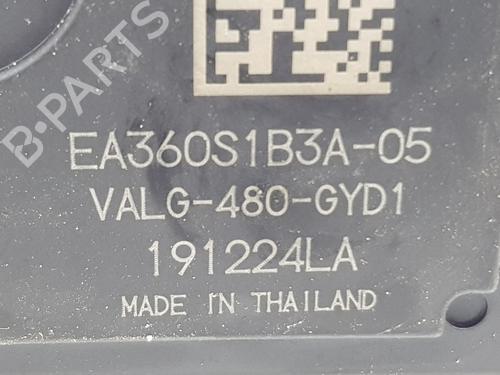 B-PARTS
EA360S1B3A-05
VALG-480-GYD1
191224LA
MADE IN THAILAND